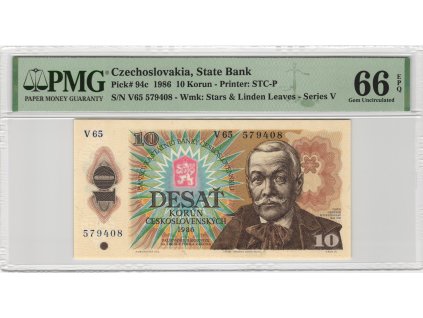 PMG
PAPER MONEY GUARANTY
Czechoslovakia, State Bank
Pick# 94c 1986 10 Korun - Printer: STC-P
S/N V65 579408 - Wmk: Stars & Linden Leaves - Series V
66 EPQ
Gem Uncirculated
V 65
10
V 65 579408
DESAŤ
KORÚN
ČESKOSLOVENSKÝCH
1986
579408
10